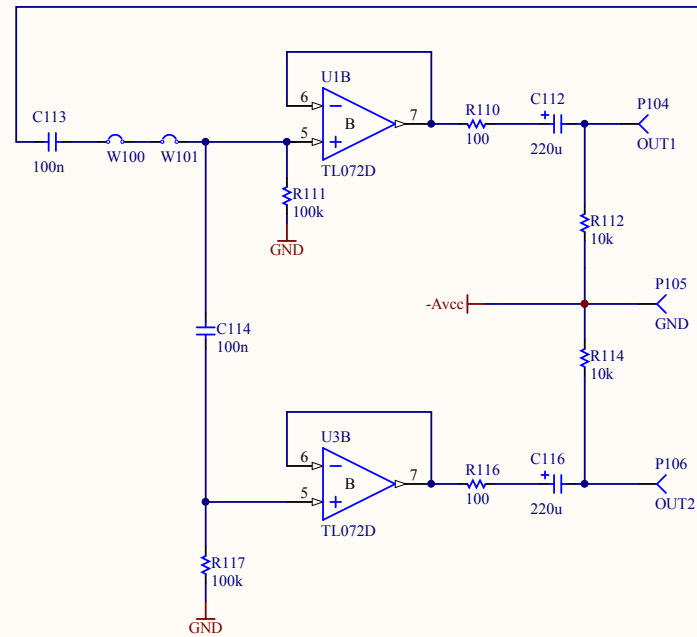 U1B
6
7
B
5
TL072D
C113
100n
W100
W101
R110
100
C112
+
220u
P104
OUT1
R111
100k
GND
R112
10k
-Avcc
P105
GND
C114
100n
R114
10k
U3B
6
7
B
5
TL072D
R116
100
C116
+
220u
P106
OUT2
R117
100k
GND